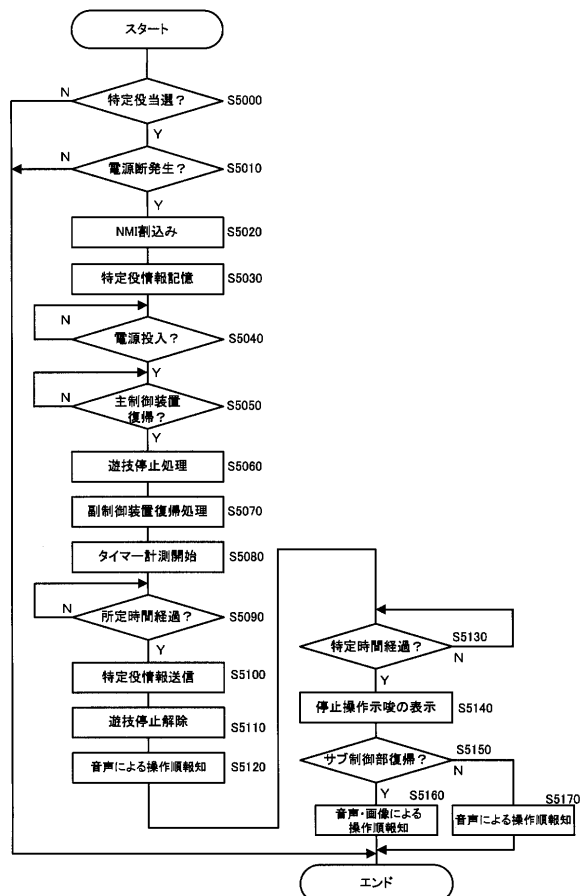 スタート
特定役当選？
N
S5000
Y
電源断発生？
N
S5010
Y
NMI割込み
S5020
特定役情報記憶
S5030
電源投入？
N
S5040
Y
主制御装置
復帰？
N
S5050
Y
遊技停止処理
S5060
副制御装置復帰処理
S5070
タイマー計測開始
S5080
所定時間経過？
N
S5090
Y
特定役情報送信
S5100
遊技停止解除
S5110
音声による操作順報知
S5120
特定時間経過？
S5130
N
Y
停止操作示唆の表示
S5140
サブ制御部復帰？
S5150
N
Y
S5160
音声・画像による
操作順報知
S5170
音声による操作順報知
エンド